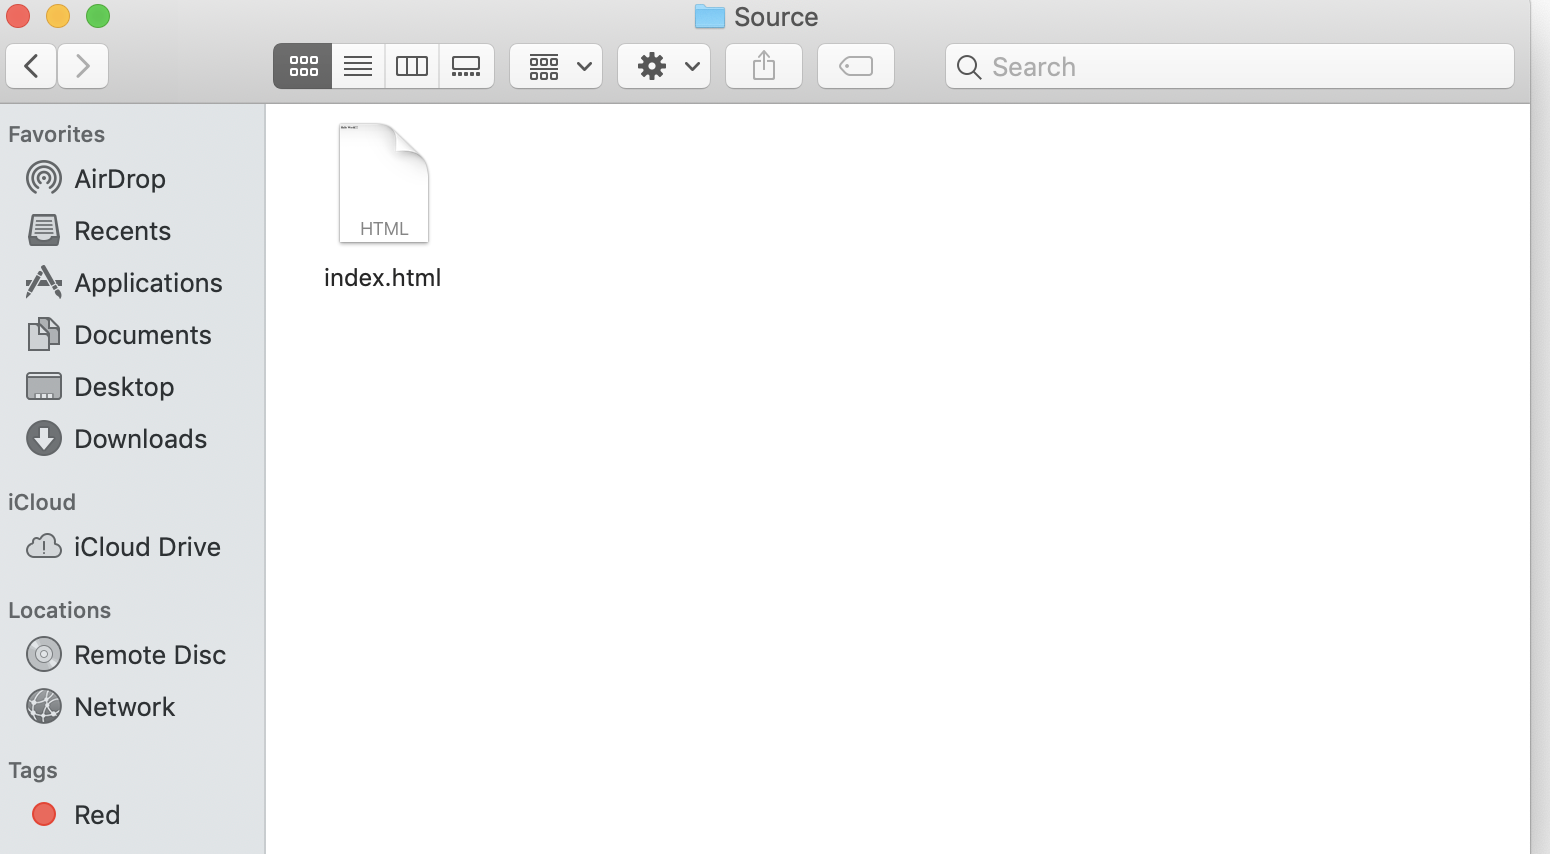 Source
Search
Favorites
AirDrop
Recents
Applications
Documents
Desktop
Downloads
iCloud
iCloud Drive
Locations
Remote Disc
Network
Tags
Red
HTML
index.html